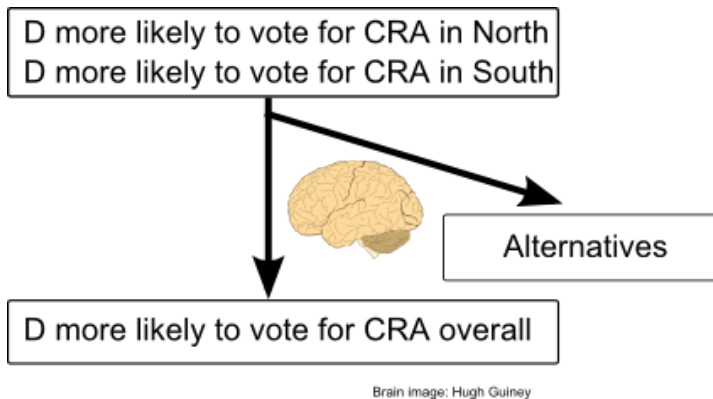 D more likely to vote for CRA in North
D more likely to vote for CRA in South
Alternatives
D more likely to vote for CRA overall
Brain image: Hugh Guiney